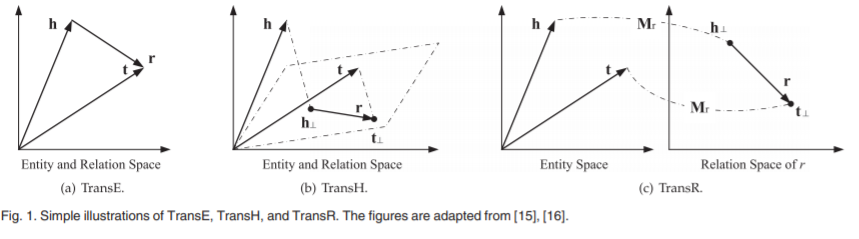 h
r
t
Entity and Relation Space
(a) TransE.
h
t
r
h⊥
t⊥
Entity and Relation Space
(b) TransH.
h
t
Mr
Mr
Entity Space
h⊥
r
t⊥
Relation Space of r
(c) TransR.
Fig. 1. Simple illustrations of TransE, TransH, and TransR. The figures are adapted from [15], [16].